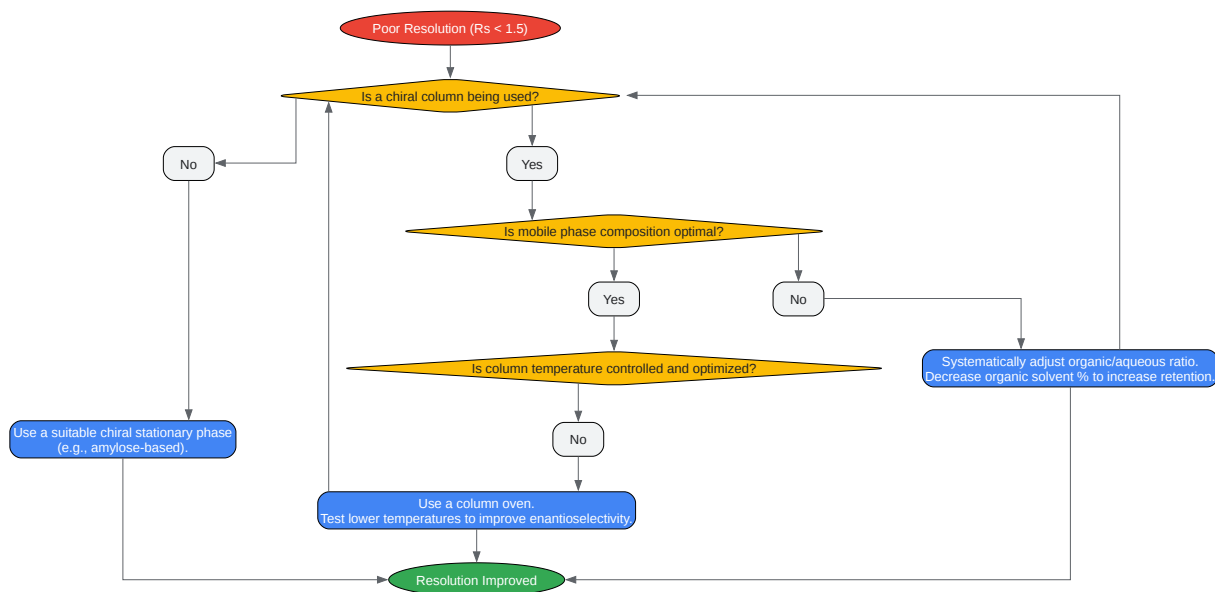 Poor Resolution (Rs < 1.5)
Is a chiral column being used?
No
Yes
Is mobile phase composition optimal?
Yes
No
Systematically adjust organic/aqueous ratio.
Decrease organic solvent % to increase retention.
Is column temperature controlled and optimized?
No
Use a suitable chiral stationary phase
(e.g., amylose-based).
Use a column oven.
Test lower temperatures to improve enantioselectivity.
Resolution Improved